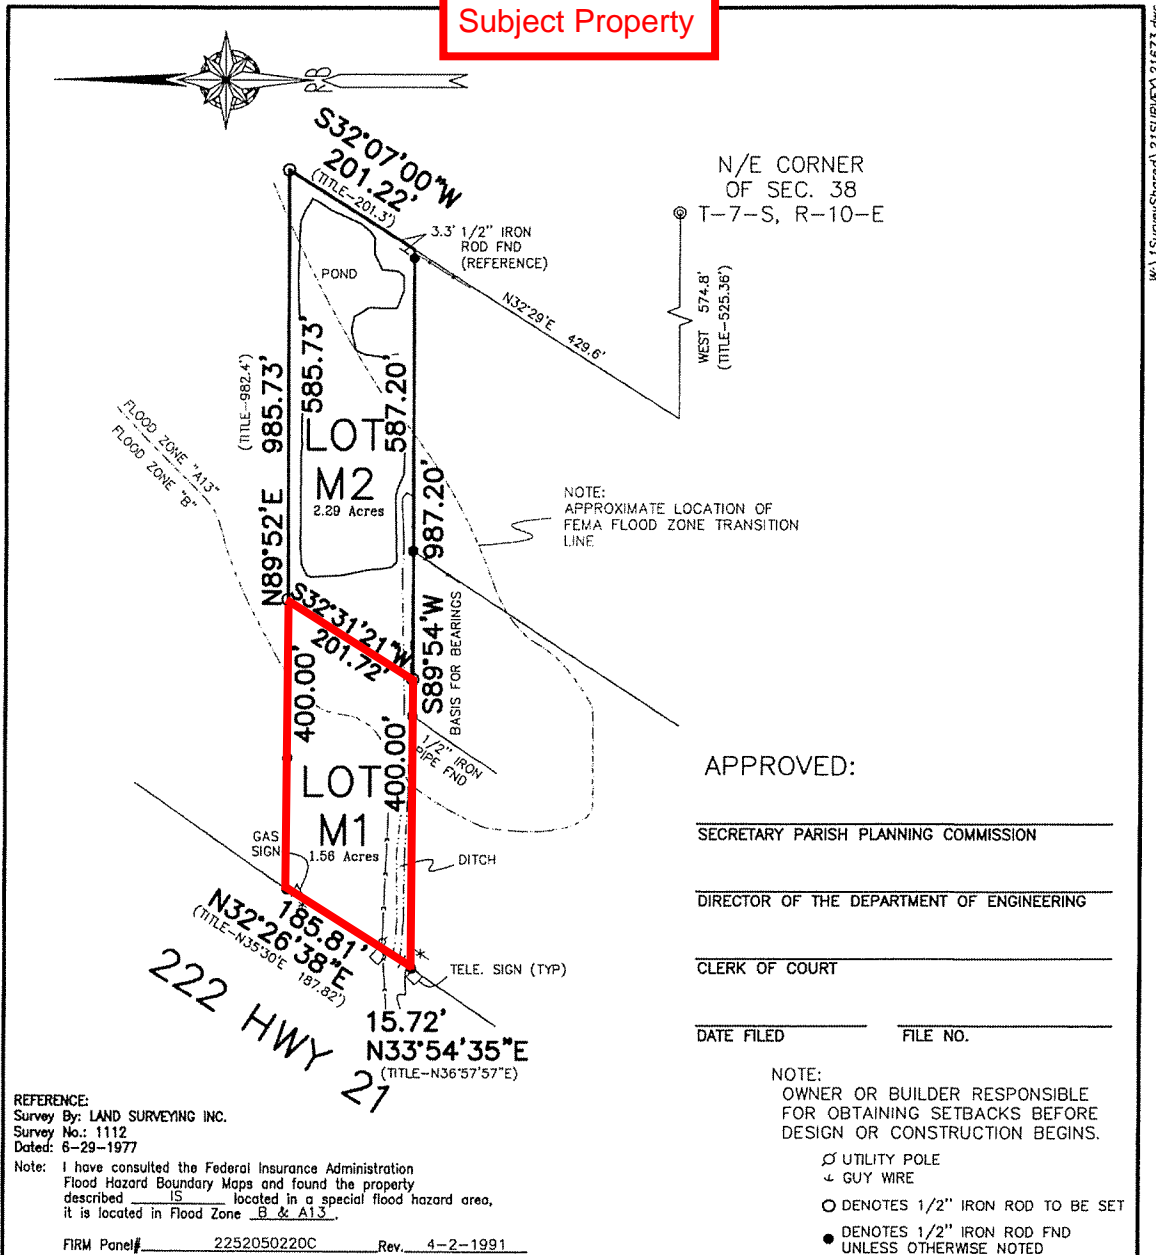 Subject Property
W:\1SurveyShared\21SURVEY\21673.dwg
RB
S32°07'00"W
201.22'
(TITLE-201.3')
3.3' 1/2" IRON
ROD FND
(REFERENCE)
N/E CORNER
OF SEC. 38
T-7-S, R-10-E
POND
N32°29'E 429.6'
WEST 574.8'
(TITLE-525.36')
N89°52'E 985.73'
(TITLE-982.4')
585.73'
587.20'
LOT
M2
2.29 Acres
FLOOD ZONE "A13"
FLOOD ZONE "B"
S89°54'W 987.20'
BASIS FOR BEARINGS
NOTE:
APPROXIMATE LOCATION OF
FEMA FLOOD ZONE TRANSITION
LINE
S32°31'21"W
201.72'
400.00'
400.00'
1/2" IRON
PIPE FND
LOT
M1
1.56 Acres
GAS
SIGN
DITCH
185.81'
N32°26'38"E
(TITLE-N35°30'E 187.82')
TELE. SIGN (TYP)
222 HWY 21
15.72'
N33°54'35"E
(TITLE-N36°57'57"E)
APPROVED:
SECRETARY PARISH PLANNING COMMISSION
DIRECTOR OF THE DEPARTMENT OF ENGINEERING
CLERK OF COURT
DATE FILED FILE NO.
NOTE:
OWNER OR BUILDER RESPONSIBLE
FOR OBTAINING SETBACKS BEFORE
DESIGN OR CONSTRUCTION BEGINS.
UTILITY POLE
GUY WIRE
DENOTES 1/2" IRON ROD TO BE SET
DENOTES 1/2" IRON ROD FND
UNLESS OTHERWISE NOTED
REFERENCE:
Survey By: LAND SURVEYING INC.
Survey No.: 1112
Dated: 6-29-1977
Note: I have consulted the Federal Insurance Administration
Flood Hazard Boundary Maps and found the property
described IS located in a special flood hazard area,
it is located in Flood Zone B & A13.
FIRM Panel# 2252050220C Rev. 4-2-1991